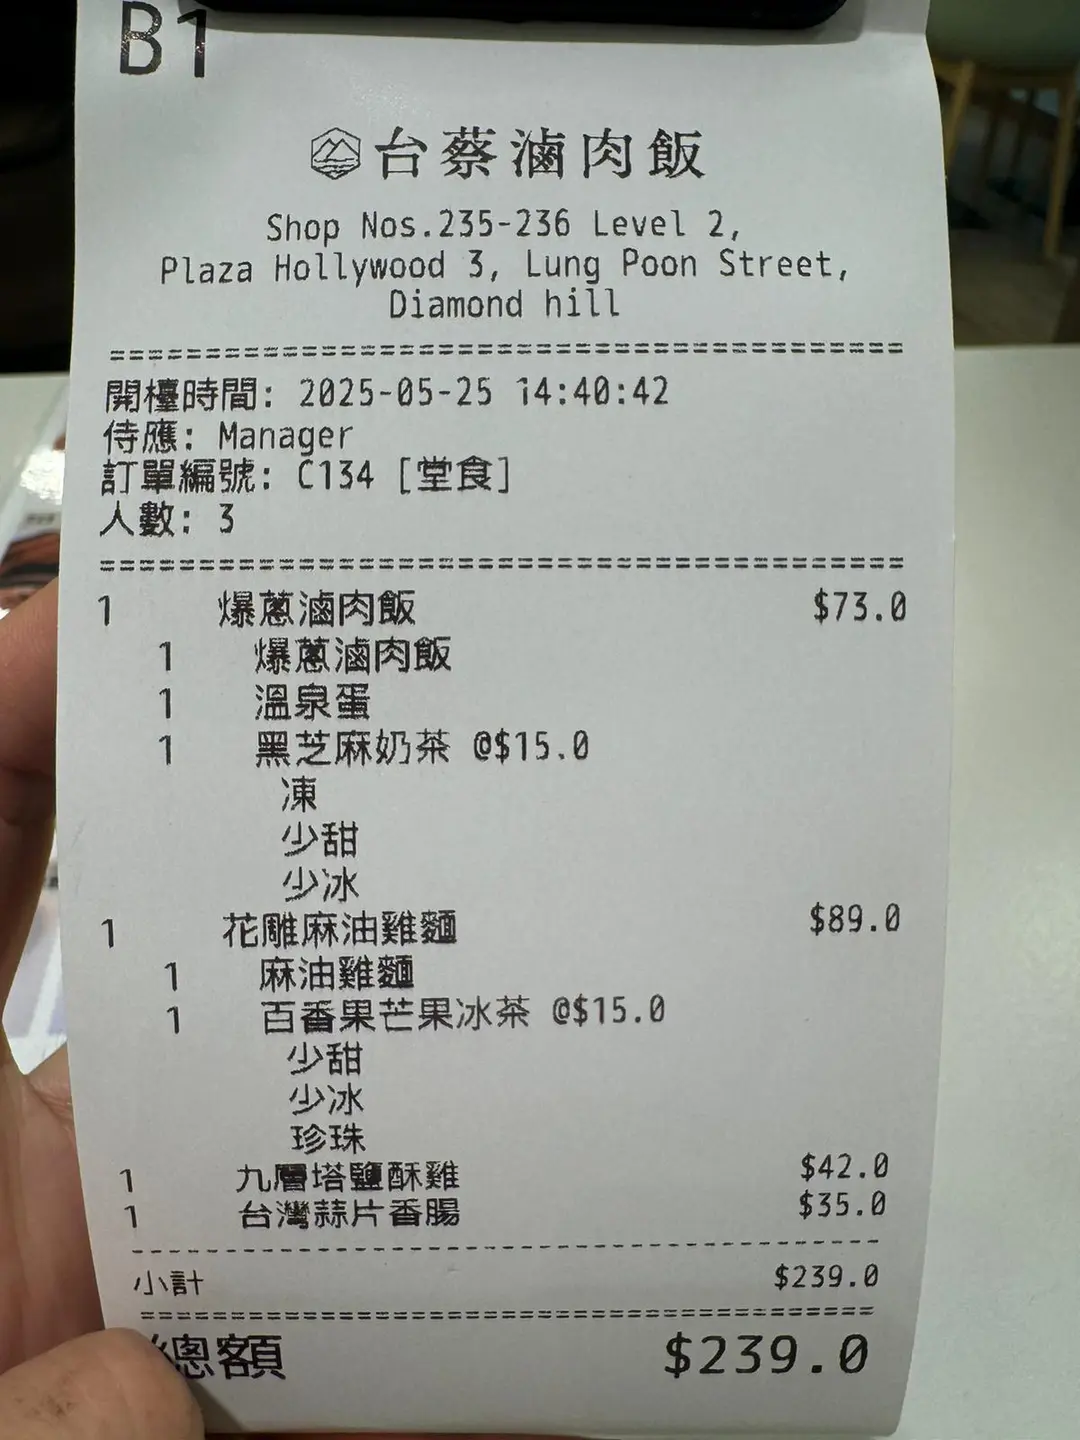 B1
台蔡滷肉飯
Shop Nos.235-236 Level 2,
Plaza Hollywood 3, Lung Poon Street,
Diamond hill
開檯時間: 2025-05-25 14:40:42
侍應: Manager
訂單編號: C134 [堂食]
人數: 3
1 爆蔥滷肉飯 $73.0
1 爆蔥滷肉飯
1 溫泉蛋
1 黑芝麻奶茶 @$15.0
凍
少甜
少冰
1 花雕麻油雞麵 $89.0
1 麻油雞麵
1 百香果芒果冰茶 @$15.0
少甜
少冰
珍珠
1 九層塔鹽酥雞 $42.0
1 台灣蒜片香腸 $35.0
小計 $239.0
總額 $239.0